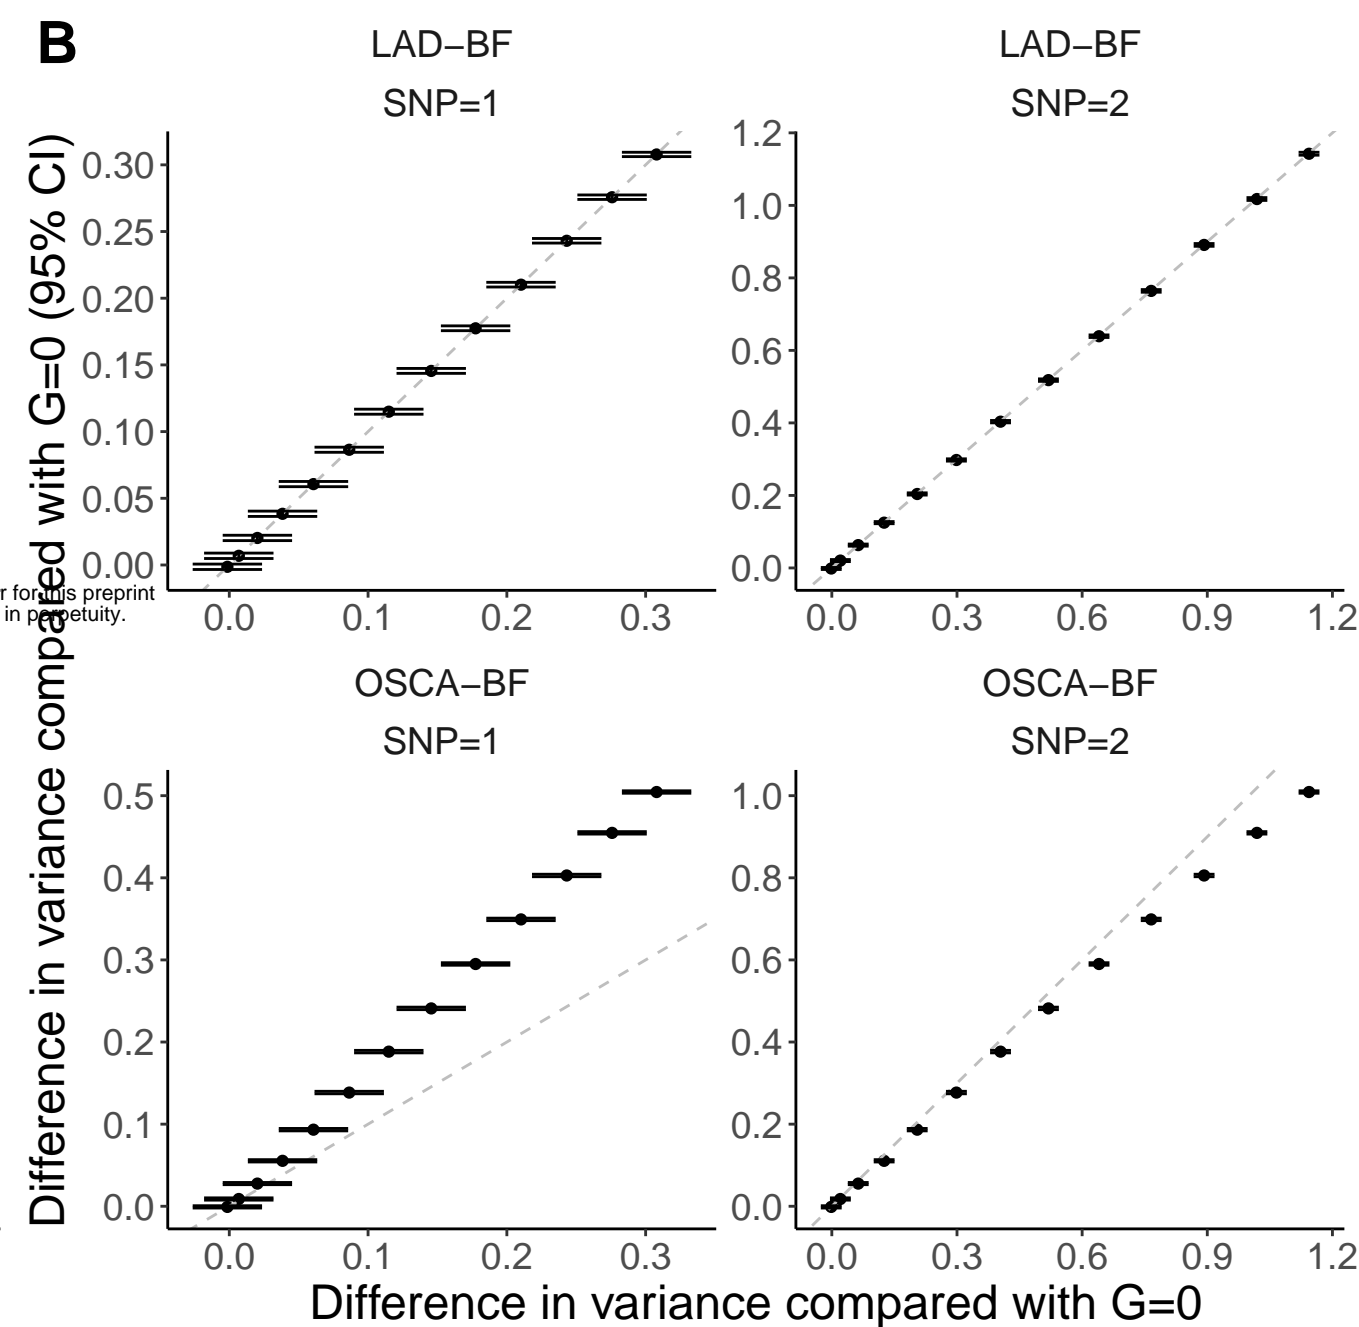 B
LAD−BF
SNP=1
LAD−BF
SNP=2
0.30
0.25
0.20
0.15
0.10
0.05
0.00
0.0 0.1 0.2 0.3
1.2
1.0
0.8
0.6
0.4
0.2
0.0
0.0 0.3 0.6 0.9 1.2
r for this preprint
in perpetuity.
Difference in variance compared with G=0 (95% CI)
OSCA−BF
SNP=1
OSCA−BF
SNP=2
0.5
0.4
0.3
0.2
0.1
0.0
0.0 0.1 0.2 0.3
1.0
0.8
0.6
0.4
0.2
0.0
0.0 0.3 0.6 0.9 1.2
Difference in variance compared with G=0